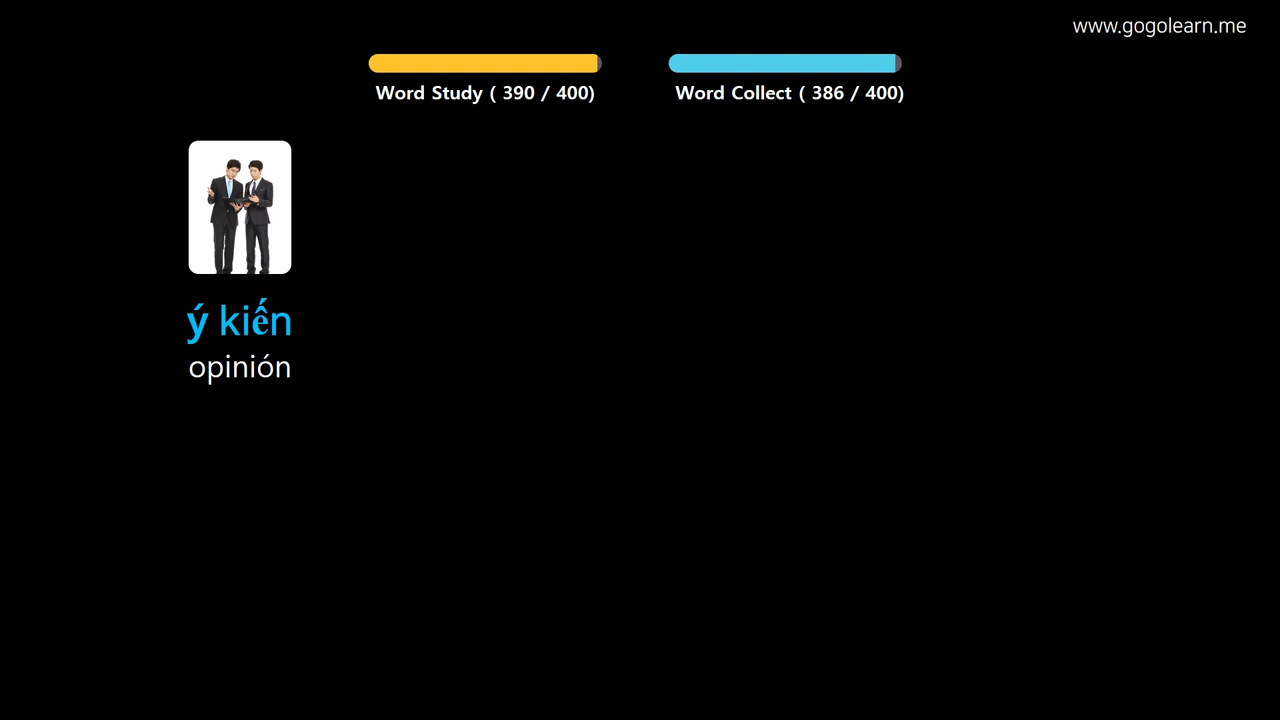 www.gogolearn.me
Word Study ( 390 / 400)
Word Collect ( 386 / 400)
ý kiến
opinión